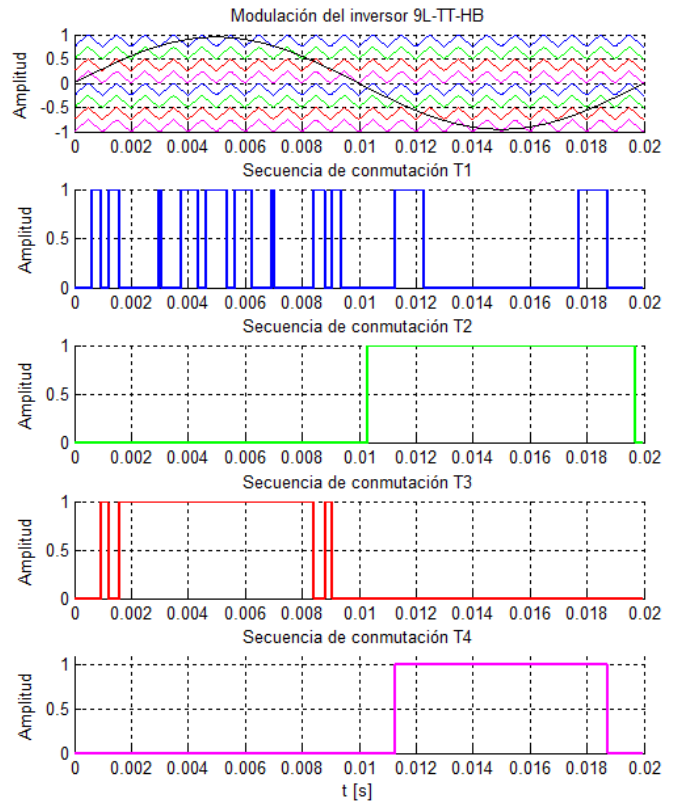 Modulación del inversor 9L-TT-HB
Amplitud
1
0.5
0
-0.5
-1
0 0.002 0.004 0.006 0.008 0.01 0.012 0.014 0.016 0.018 0.02
Secuencia de conmutación T1
Amplitud
1
0.5
0
0 0.002 0.004 0.006 0.008 0.01 0.012 0.014 0.016 0.018 0.02
Secuencia de conmutación T2
Amplitud
1
0.5
0
0 0.002 0.004 0.006 0.008 0.01 0.012 0.014 0.016 0.018 0.02
Secuencia de conmutación T3
Amplitud
1
0.5
0
0 0.002 0.004 0.006 0.008 0.01 0.012 0.014 0.016 0.018 0.02
Secuencia de conmutación T4
Amplitud
1
0.5
0
0 0.002 0.004 0.006 0.008 0.01 0.012 0.014 0.016 0.018 0.02
t [s]